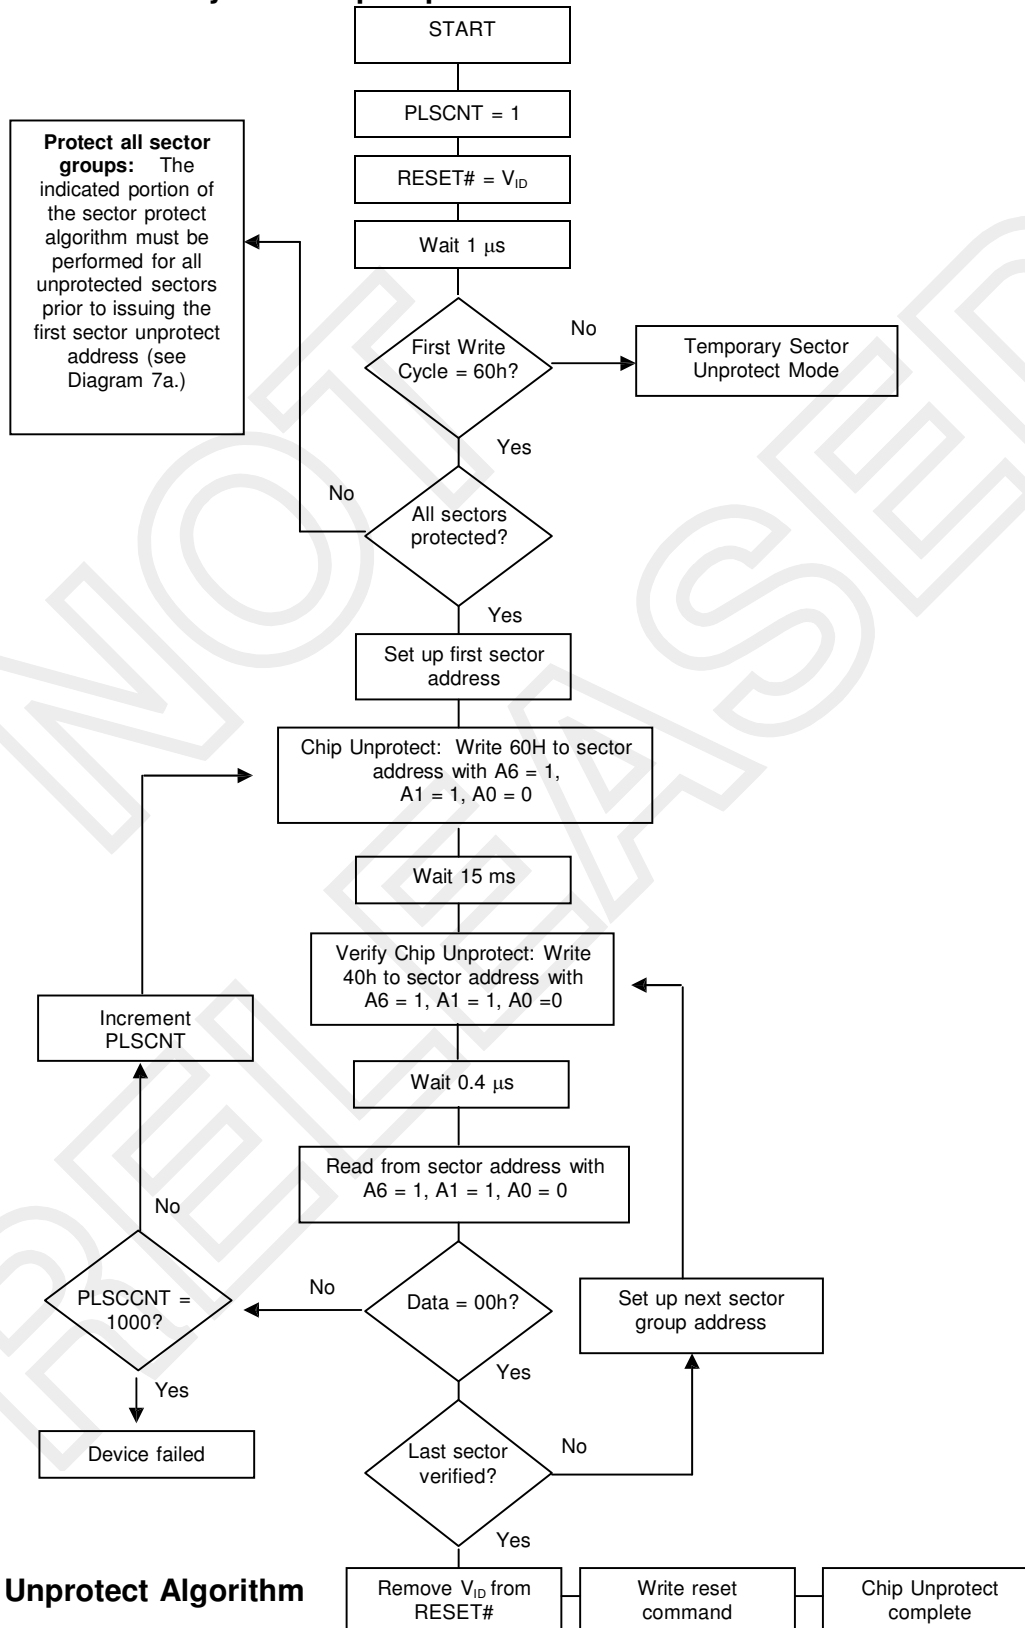 START
PLSCNT = 1
RESET# = VID
Wait 1 μs
Protect all sector
groups: The
indicated portion of
the sector protect
algorithm must be
performed for all
unprotected sectors
prior to issuing the
first sector unprotect
address (see
Diagram 7a.)
First Write
Cycle = 60h?
No
Temporary Sector
Unprotect Mode
Yes
No
All sectors
protected?
Yes
Set up first sector
address
Chip Unprotect: Write 60H to sector
address with A6 = 1,
A1 = 1, A0 = 0
Wait 15 ms
Verify Chip Unprotect: Write
40h to sector address with
A6 = 1, A1 = 1, A0 =0
Increment
PLSCNT
Wait 0.4 μs
Read from sector address with
A6 = 1, A1 = 1, A0 = 0
No
PLSCCNT =
1000?
No
Data = 00h?
Set up next sector
group address
Yes
Yes
Device failed
Last sector
verified?
No
Yes
Unprotect Algorithm
Remove VID from
RESET#
Write reset
command
Chip Unprotect
complete
NOT
RELEASED